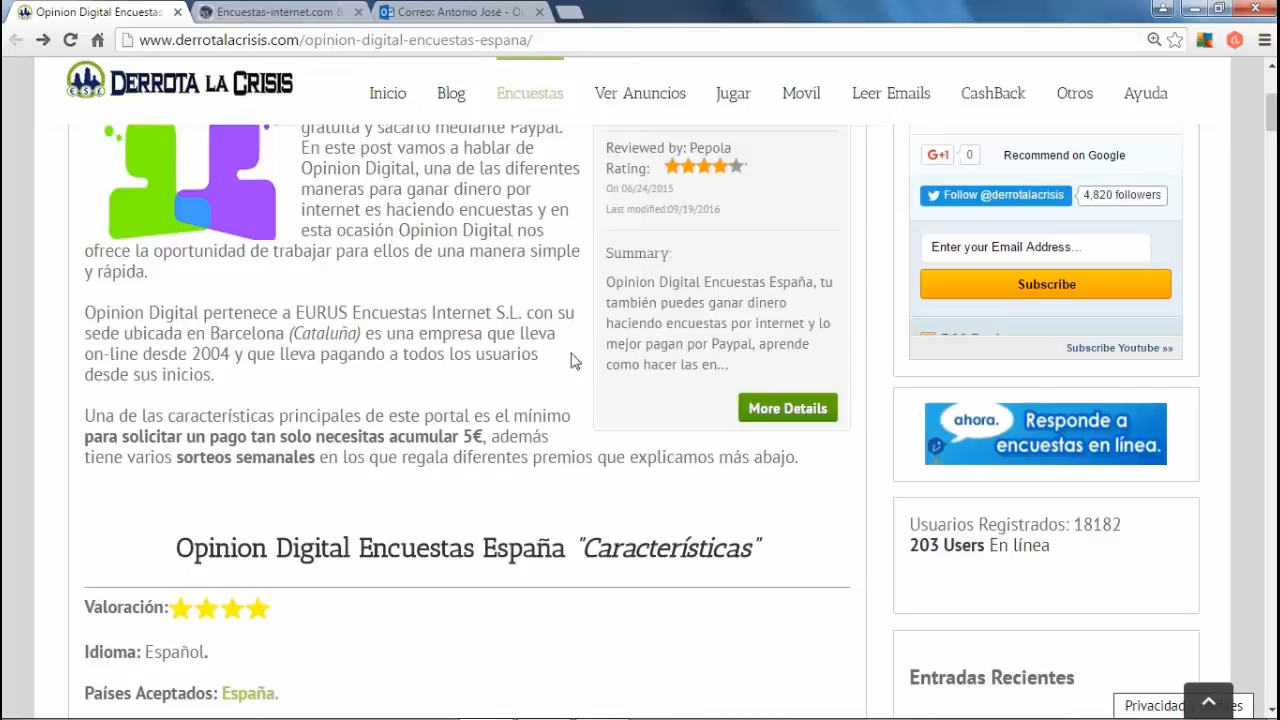 Opinion Digital Encuestas
Encuestas-internet.com &
Correo: Antonio José - O
www.derrotalacrisis.com/opinion-digital-encuestas-espana/
DERROTA LA CRISIS
Inicio
Blog
Encuestas
Ver Anuncios
Jugar
Movil
Leer Emails
CashBack
Otros
Ayuda
gratuita y sacarlo mediante Paypal.
En este post vamos a hablar de
Opinion Digital, una de las diferentes
maneras para ganar dinero por
internet es haciendo encuestas y en
esta ocasión Opinion Digital nos
ofrece la oportunidad de trabajar para ellos de una manera simple
y rápida.
Opinion Digital pertenece a EURUS Encuestas Internet S.L. con su
sede ubicada en Barcelona (Cataluña) es una empresa que lleva
on-line desde 2004 y que lleva pagando a todos los usuarios
desde sus inicios.
Una de las características principales de este portal es el mínimo
para solicitar un pago tan solo necesitas acumular 5€, además
tiene varios sorteos semanales en los que regala diferentes premios que explicamos más abajo.
Reviewed by: Pepola
Rating:
On 06/24/2015
Last modified:09/19/2016
Summary:
Opinion Digital Encuestas España, tu
también puedes ganar dinero
haciendo encuestas por internet y lo
mejor pagan por Paypal, aprende
como hacer las en...
More Details
Opinion Digital Encuestas España "Características"
Valoración:
Idioma: Español.
Países Aceptados: España.
G+1 0 Recommend on Google
Follow @derrotalacrisis 4,820 followers
Enter your Email Address...
Subscribe
Subscribe Youtube »»
ahora. Responde a
encuestas en línea.
Usuarios Registrados: 18182
203 Users En línea
Entradas Recientes